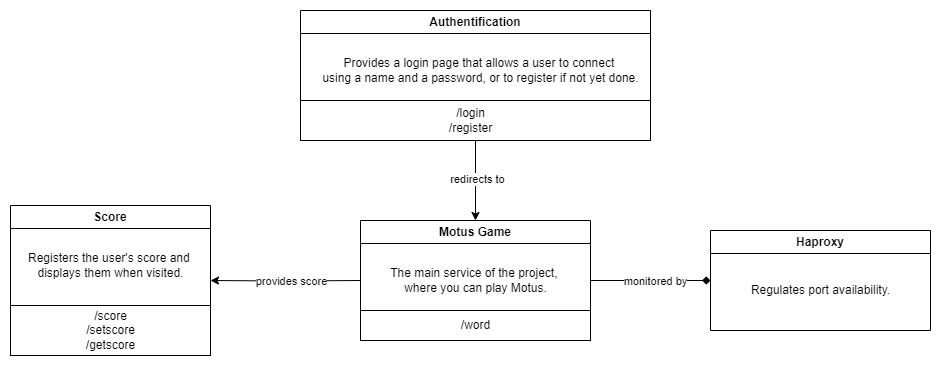 Authentification
Provides a login page that allows a user to connect
using a name and a password, or to register if not yet done.
/login
/register
redirects to
Score
Registers the user's score and
displays them when visited.
/score
/setscore
/getscore
provides score
Motus Game
The main service of the project,
where you can play Motus.
/word
monitored by
Haproxy
Regulates port availability.